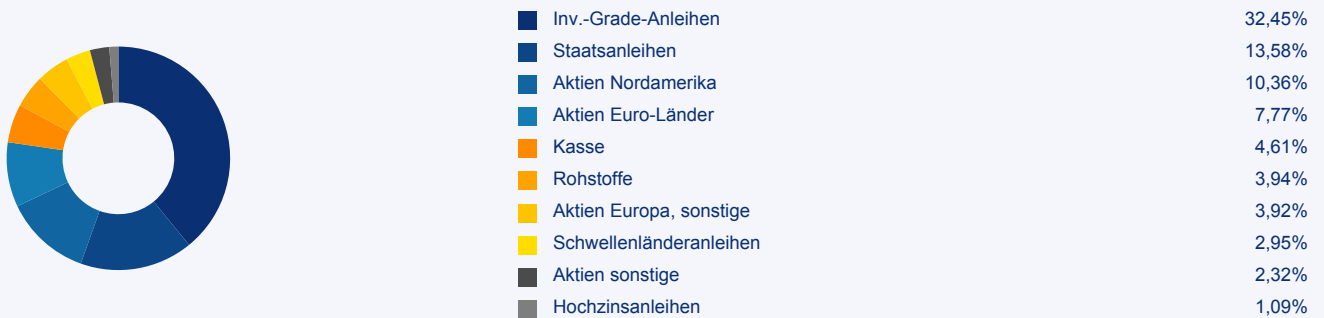 Inv.-Grade-Anleihen 32,45%
Staatsanleihen 13,58%
Aktien Nordamerika 10,36%
Aktien Euro-Länder 7,77%
Kasse 4,61%
Rohstoffe 3,94%
Aktien Europa, sonstige 3,92%
Schwellenländeranleihen 2,95%
Aktien sonstige 2,32%
Hochzinsanleihen 1,09%